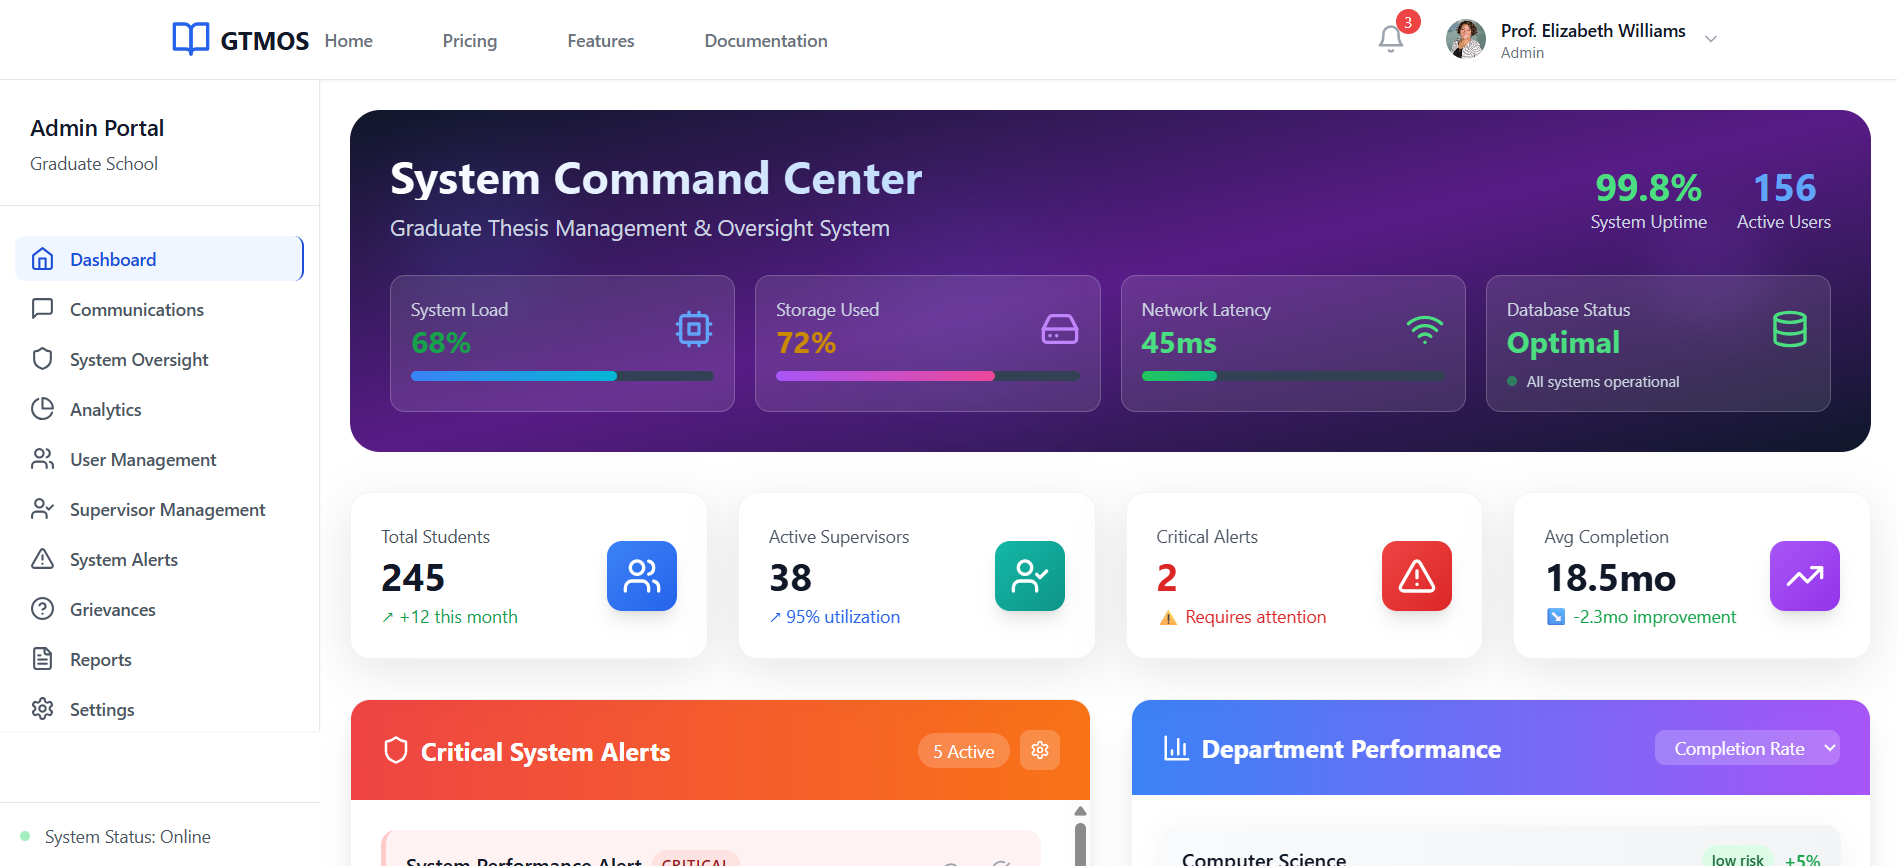 GTMOS
Home
Pricing
Features
Documentation
3
Prof. Elizabeth Williams
Admin
Admin Portal
Graduate School
Dashboard
Communications
System Oversight
Analytics
User Management
Supervisor Management
System Alerts
Grievances
Reports
Settings
System Status: Online
System Command Center
Graduate Thesis Management & Oversight System
99.8%
System Uptime
156
Active Users
System Load
68%
Storage Used
72%
Network Latency
45ms
Database Status
Optimal
All systems operational
Total Students
245
↗ +12 this month
Active Supervisors
38
↗ 95% utilization
Critical Alerts
2
⚠️ Requires attention
Avg Completion
18.5mo
↘️ -2.3mo improvement
Critical System Alerts
5 Active
System Performance Alert
CRITICAL
Department Performance
Completion Rate
Computer Science
low risk
+5%